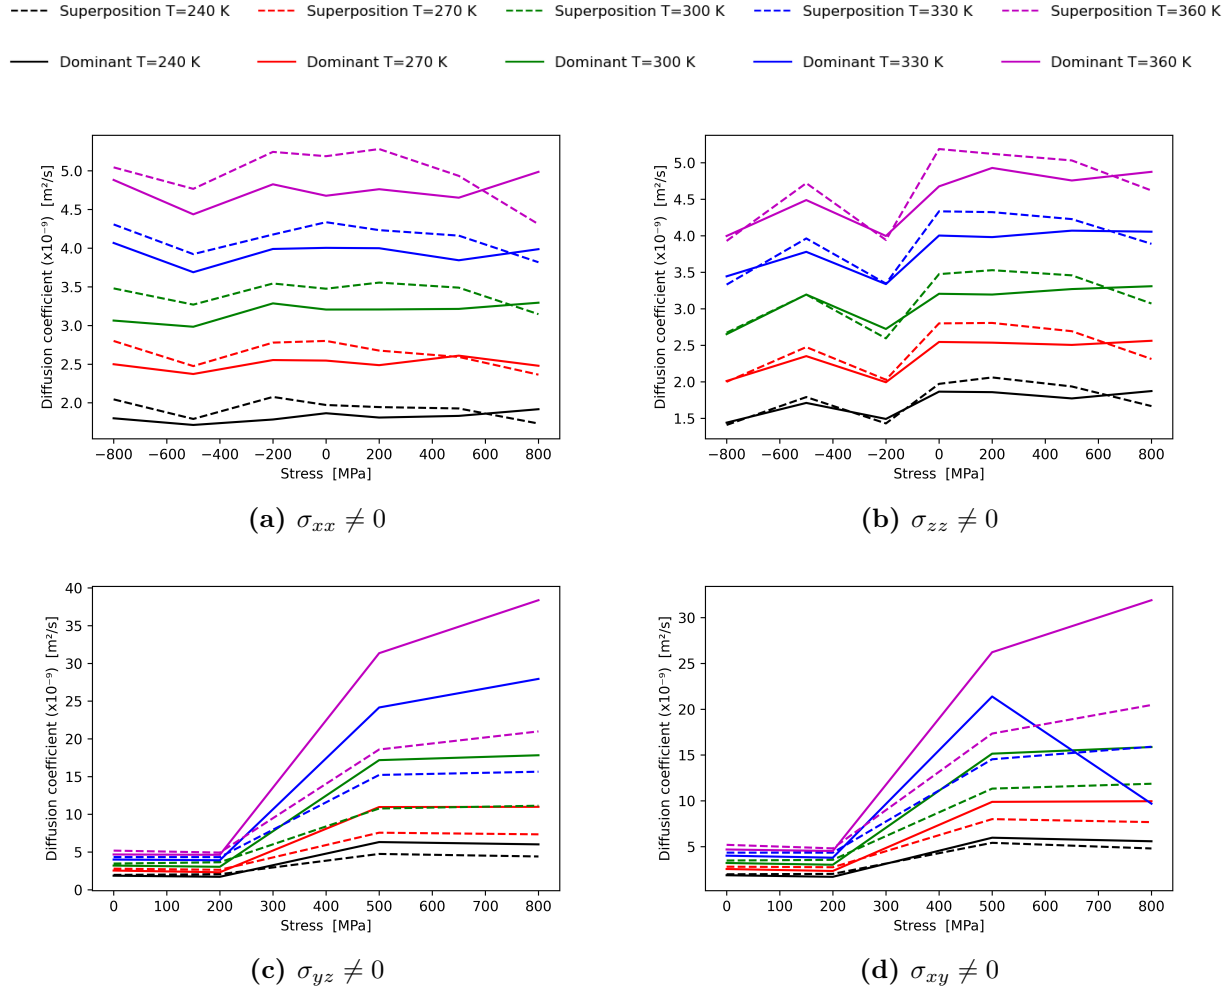 Superposition T=240 K Superposition T=270 K Superposition T=300 K Superposition T=330 K Superposition T=360 K
Dominant T=240 K Dominant T=270 K Dominant T=300 K Dominant T=330 K Dominant T=360 K
Diffusion coefficient (x10⁻⁹) [m²/s]
5.0
4.5
4.0
3.5
3.0
2.5
2.0
−800 −600 −400 −200 0 200 400 600 800
Stress [MPa]
(a) σxx ≠ 0
Diffusion coefficient (x10⁻⁹) [m²/s]
5.0
4.5
4.0
3.5
3.0
2.5
2.0
1.5
−800 −600 −400 −200 0 200 400 600 800
Stress [MPa]
(b) σzz ≠ 0
Diffusion coefficient (x10⁻⁹) [m²/s]
40
35
30
25
20
15
10
5
0
0 100 200 300 400 500 600 700 800
Stress [MPa]
(c) σyz ≠ 0
Diffusion coefficient (x10⁻⁹) [m²/s]
30
25
20
15
10
5
0 100 200 300 400 500 600 700 800
Stress [MPa]
(d) σxy ≠ 0